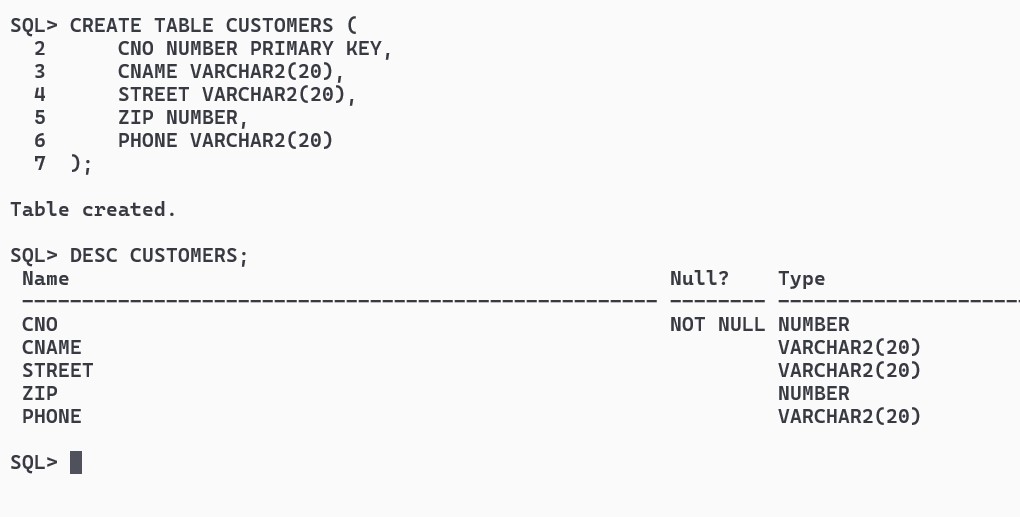 SQL> CREATE TABLE CUSTOMERS (
  2      CNO NUMBER PRIMARY KEY,
  3      CNAME VARCHAR2(20),
  4      STREET VARCHAR2(20),
  5      ZIP NUMBER,
  6      PHONE VARCHAR2(20)
  7  );

Table created.

SQL> DESC CUSTOMERS;
 Name                                                  Null?    Type
 ----------------------------------------------------- -------- --------------------
 CNO                                                   NOT NULL NUMBER
 CNAME                                                          VARCHAR2(20)
 STREET                                                         VARCHAR2(20)
 ZIP                                                            NUMBER
 PHONE                                                          VARCHAR2(20)

SQL>